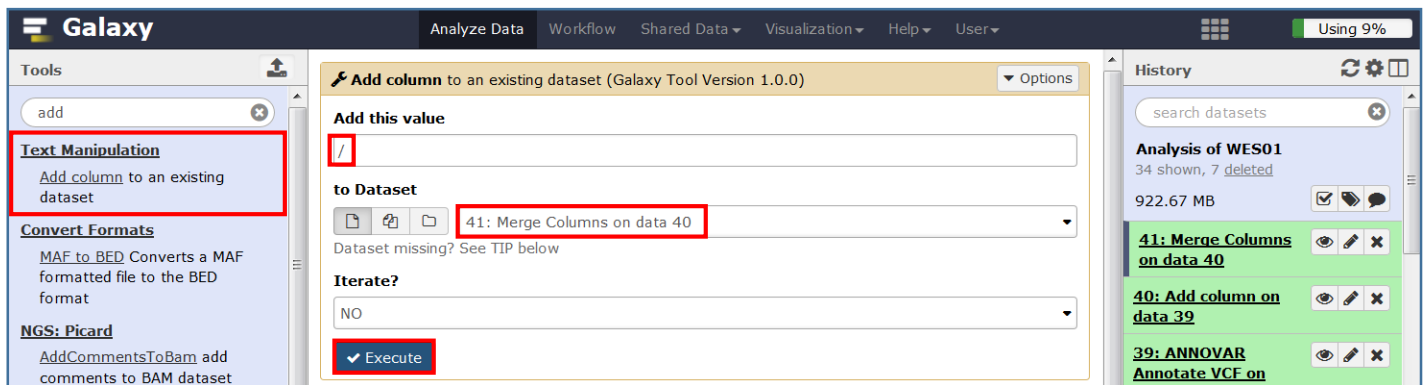 Galaxy
Analyze Data Workflow Shared Data Visualization Help User
Using 9%
Tools
add
Text Manipulation
Add column to an existing
dataset
Convert Formats
MAF to BED Converts a MAF
formatted file to the BED
format
NGS: Picard
AddCommentsToBam add
comments to BAM dataset
Add column to an existing dataset (Galaxy Tool Version 1.0.0)
Options
Add this value
/
to Dataset
41: Merge Columns on data 40
Dataset missing? See TIP below
Iterate?
NO
Execute
History
search datasets
Analysis of WES01
34 shown, 7 deleted
922.67 MB
41: Merge Columns
on data 40
40: Add column on
data 39
39: ANNOVAR
Annotate VCF on